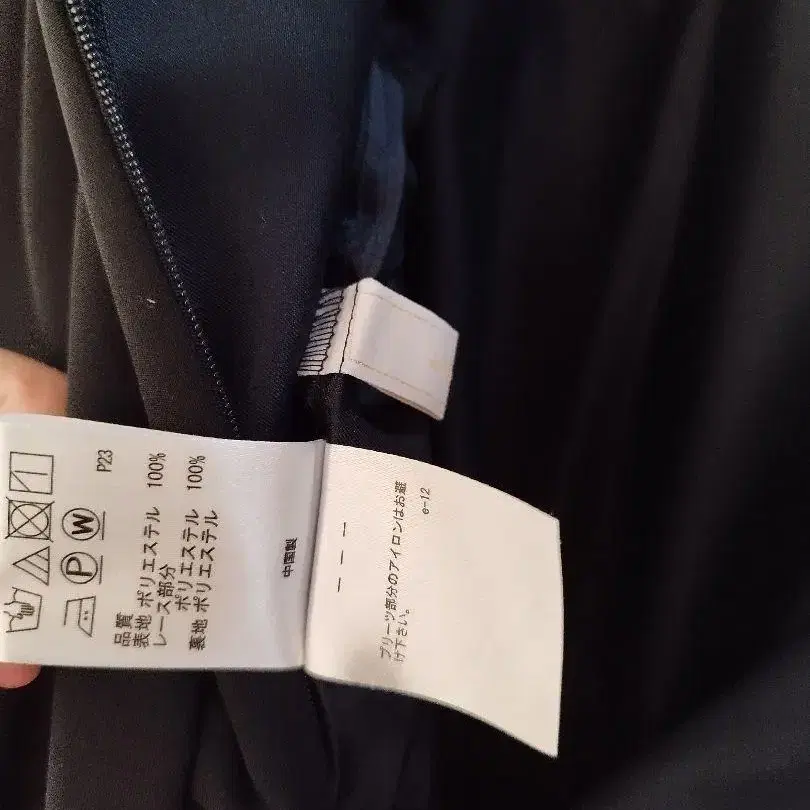 P23
品質
表地 ポリエステル 100%
レース部分
ポリエステル
裏地 ポリエステル 100%
中国製
プリーツ部分のアイロンはお避
け下さい。
e-12
P
W